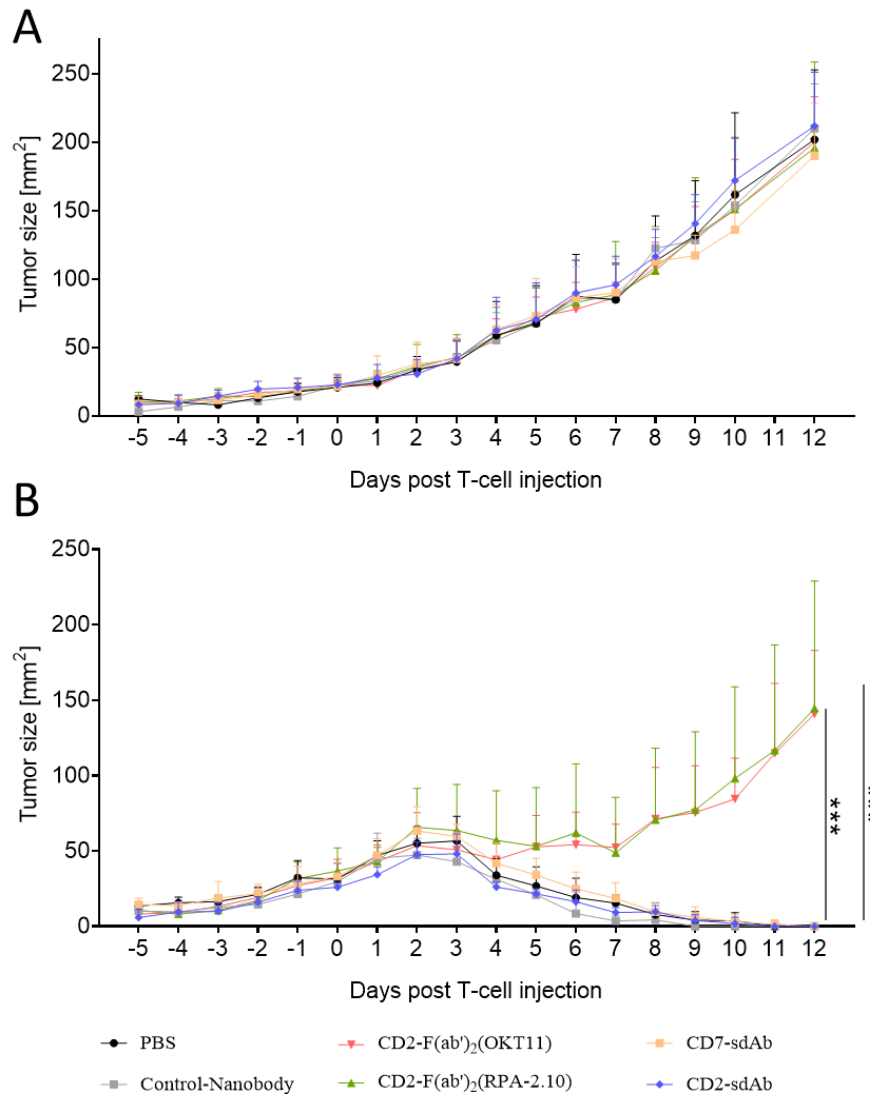 A
250
200
150
100
50
0
Tumor size [mm²]
-5 -4 -3 -2 -1 0 1 2 3 4 5 6 7 8 9 10 11 12
Days post T-cell injection
B
250
200
150
100
50
0
Tumor size [mm²]
***
-5 -4 -3 -2 -1 0 1 2 3 4 5 6 7 8 9 10 11 12
Days post T-cell injection
PBS CD2-F(ab')₂(OKT11) CD7-sdAb
Control-Nanobody CD2-F(ab')₂(RPA-2.10) CD2-sdAb